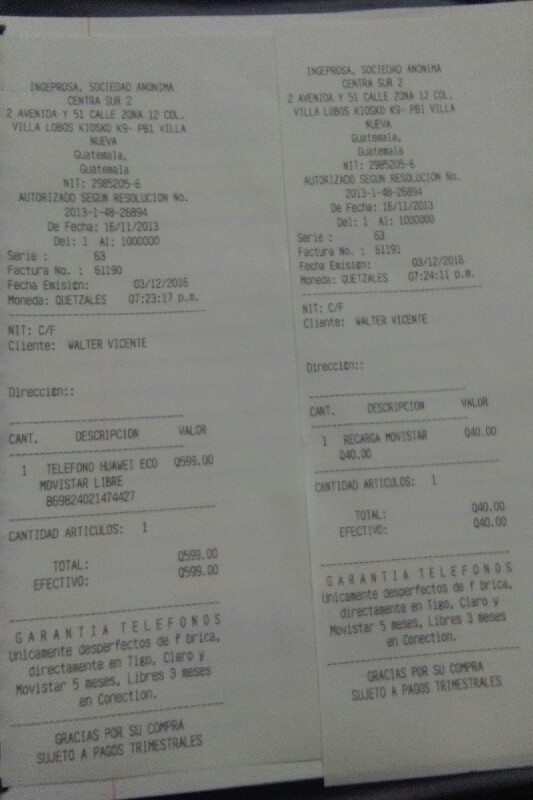 INGEPROSA, SOCIEDAD ANONIMA
CENTRA SUR 2
2 AVENIDA Y 51 CALLE ZONA 12 COL.
VILLA LOBOS KIOSKO K9- PB1 VILLA
NUEVA
Guatemala,
Guatemala
NIT: 2985205-6
AUTORIZADO SEGUN RESOLUCION No.
2013-1-48-26894
De Fecha: 16/11/2013
Del: 1 Al: 1000000
Serie : 63
Factura No. : 61190
Fecha Emisión: 03/12/2016
Moneda: QUETZALES 07:23:17 p.m.
NIT: C/F
Cliente: WALTER VICENTE
Dirección::
CANT. DESCRIPCION VALOR
1 TELEFONO HUAWEI ECO Q599.00
MOVISTAR LIBRE
869824021474427
CANTIDAD ARTICULOS: 1
TOTAL: Q599.00
EFECTIVO: Q599.00
G A R A N T I A T E L E F O N O S
Unicamente desperfectos de f brica,
directamente en Tigo, Claro y
Movistar 5 meses, Libres 3 meses
en Conection.
GRACIAS POR SU COMPRA
SUJETO A PAGOS TRIMESTRALES
INGEPROSA, SOCIEDAD ANONIMA
CENTRA SUR 2
2 AVENIDA Y 51 CALLE ZONA 12 COL.
VILLA LOBOS KIOSKO K9- PB1 VILLA
NUEVA
Guatemala,
Guatemala
NIT: 2985205-6
AUTORIZADO SEGUN RESOLUCION No.
2013-1-48-26894
De Fecha: 16/11/2013
Del: 1 Al: 1000000
Serie : 63
Factura No. : 61191
Fecha Emisión: 03/12/2016
Moneda: QUETZALES 07:24:11 p.m.
NIT: C/F
Cliente: WALTER VICENTE
Dirección::
CANT. DESCRIPCION VALOR
1 RECARGA MOVISTAR Q40.00
Q40.00
CANTIDAD ARTICULOS: 1
TOTAL: Q40.00
EFECTIVO: Q40.00
G A R A N T I A T E L E F O N O S
Unicamente desperfectos de f brica,
directamente en Tigo, Claro y
Movistar 5 meses, Libres 3 meses
en Conection.
GRACIAS POR SU COMPRA
SUJETO A PAGOS TRIMESTRALES